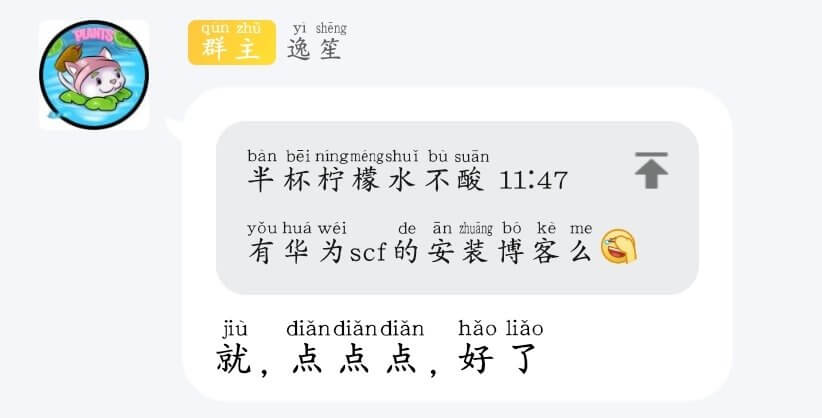 PLANTS
qún zhǔ yì shēng
群主 逸笙
bàn bēi níng méng shuǐ bù suān
半杯柠檬水不酸 11:47
yǒu huá wéi de ān zhuāng bó kè me
有华为scf的安装博客么
jiù diǎn diǎn diǎn hǎo liǎo
就，点点点，好了